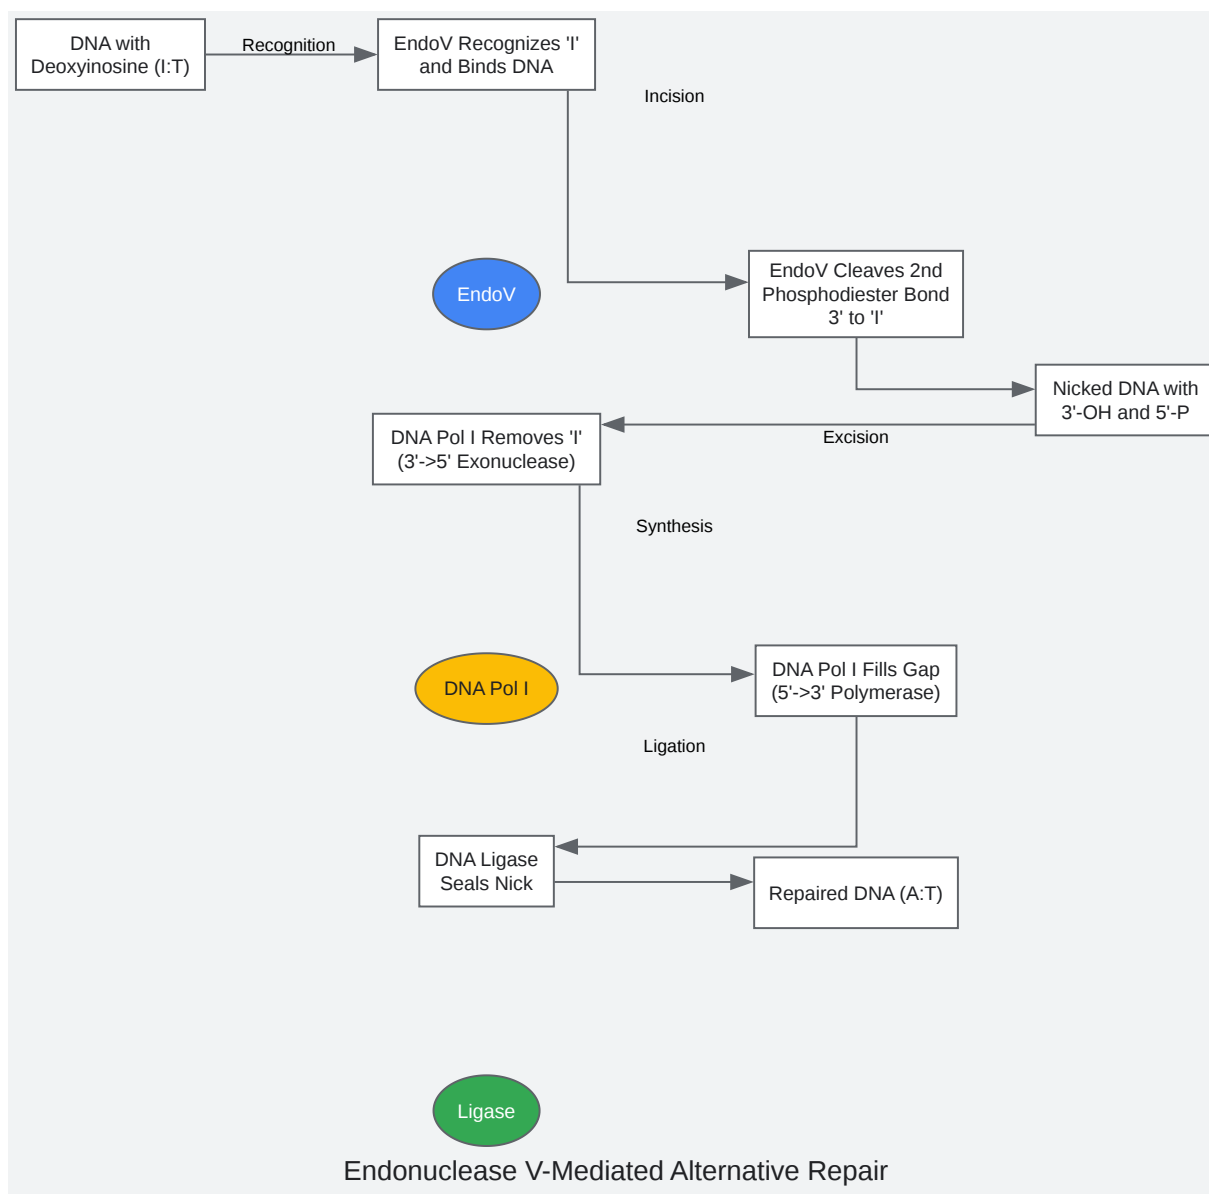 DNA with
Deoxyinosine (I:T)
Recognition
EndoV Recognizes 'I'
and Binds DNA
Incision
EndoV
EndoV Cleaves 2nd
Phosphodiester Bond
3' to 'I'
Nicked DNA with
3'-OH and 5'-P
Excision
DNA Pol I Removes 'I'
(3'->5' Exonuclease)
Synthesis
DNA Pol I
DNA Pol I Fills Gap
(5'->3' Polymerase)
Ligation
DNA Ligase
Seals Nick
Repaired DNA (A:T)
Ligase
Endonuclease V-Mediated Alternative Repair